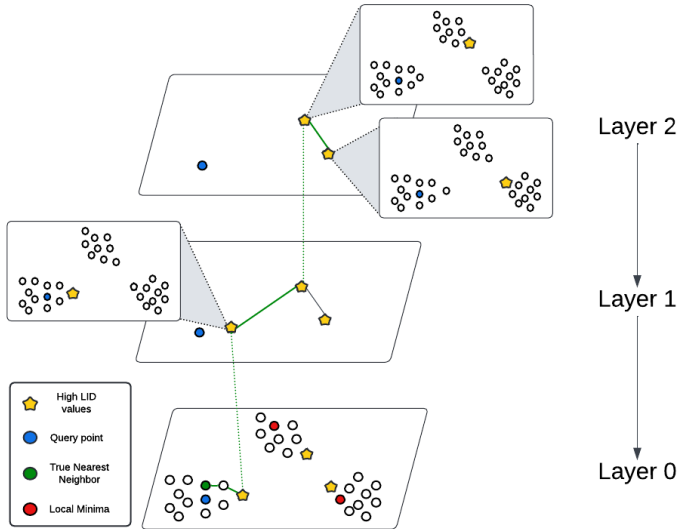 Layer 2
Layer 1
High LID
values
Query point
True Nearest
Neighbor
Local Minima
Layer 0